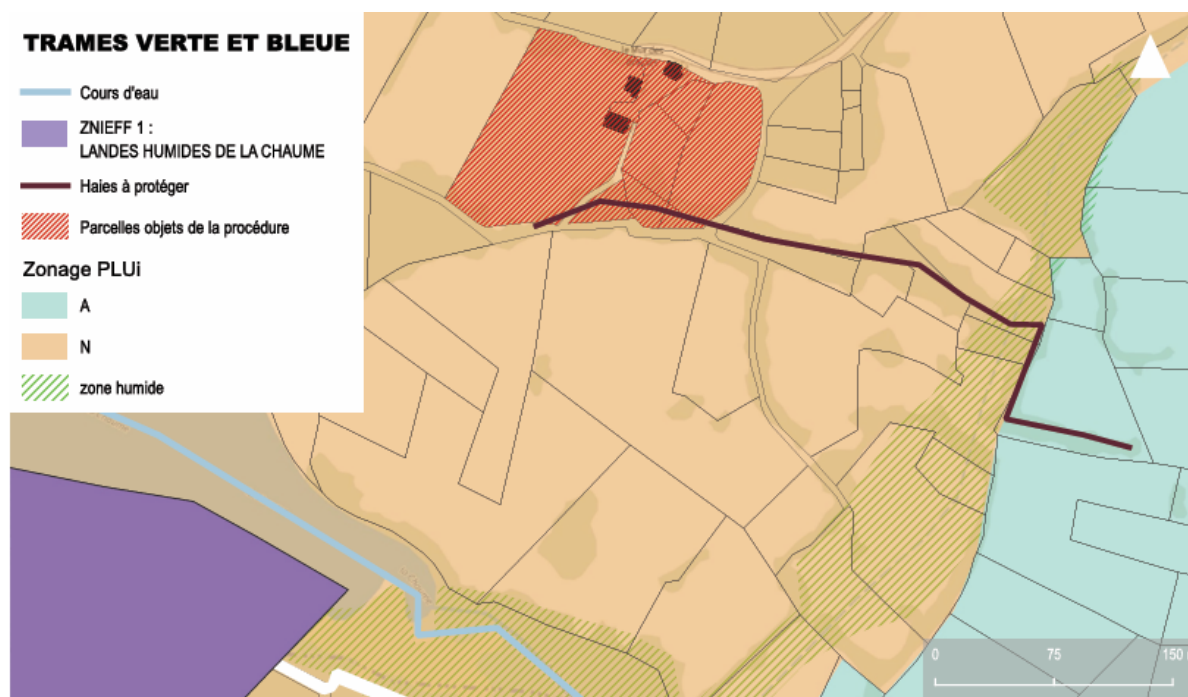 TRAMES VERTE ET BLEUE
Cours d'eau
ZNIEFF 1 :
LANDES HUMIDES DE LA CHAUME
Haies à protéger
Parcelles objets de la procédure
Zonage PLUi
A
N
zone humide
0 75 150